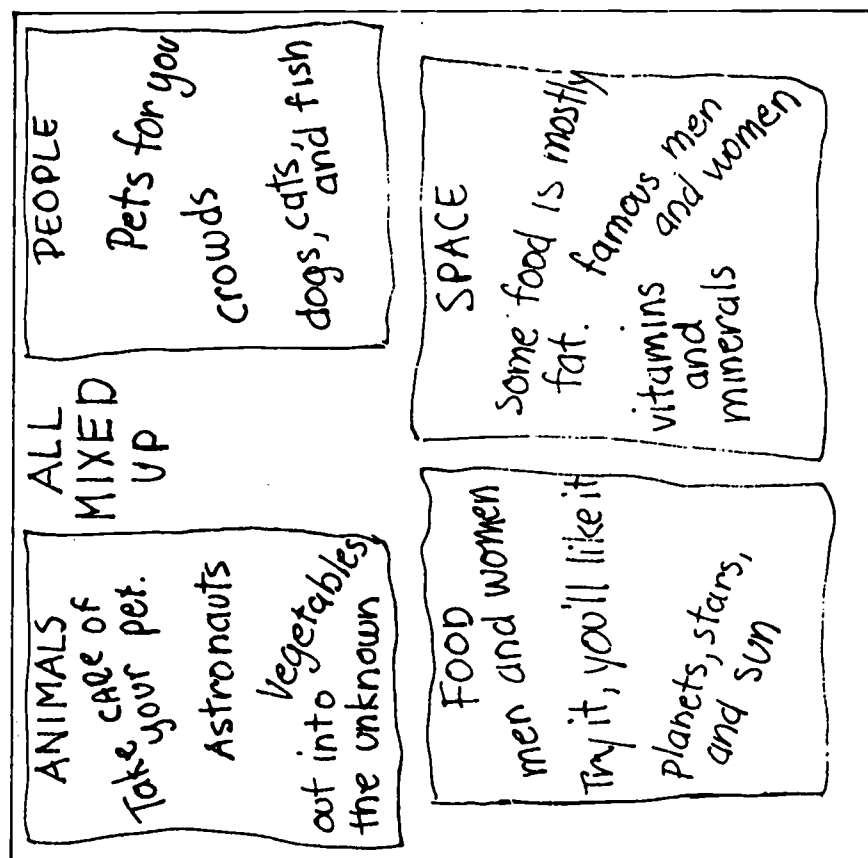 ANIMALS
Take CARE of
your pet.
Astronauts
Vegetables
out into
the unknown
ALL
MIXED
UP
PEOPLE
Pets for you
crowds
dogs, cats,
and fish
FOOD
men and women
Try it, you'll like it
Planets, stars,
and sun
SPACE
Some food is mostly
fat.
famous men
and women
vitamins
and
minerals